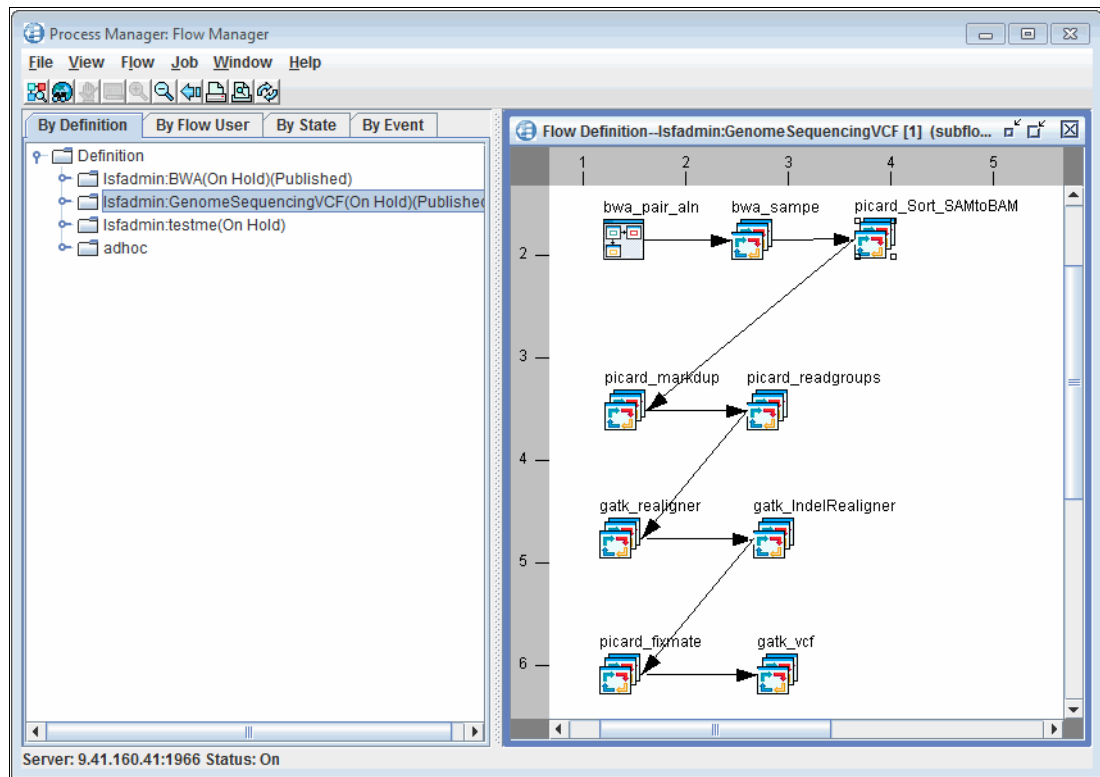 Process Manager: Flow Manager
File View Flow Job Window Help
By Definition By Flow User By State By Event
Definition
lsfadmin:BWA(On Hold)(Published)
lsfadmin:GenomeSequencingVCF(On Hold)(Published
lsfadmin:testme(On Hold)
adhoc
Flow Definition--lsfadmin:GenomeSequencingVCF [1] (subflo...
1 2 3 4 5
bwa_pair_aln bwa_sampe picard_Sort_SAMtoBAM
2
3
picard_markdup picard_readgroups
4
gatk_realigner gatk_IndelRealigner
5
picard_fixmate gatk_vcf
6
Server: 9.41.160.41:1966 Status: On